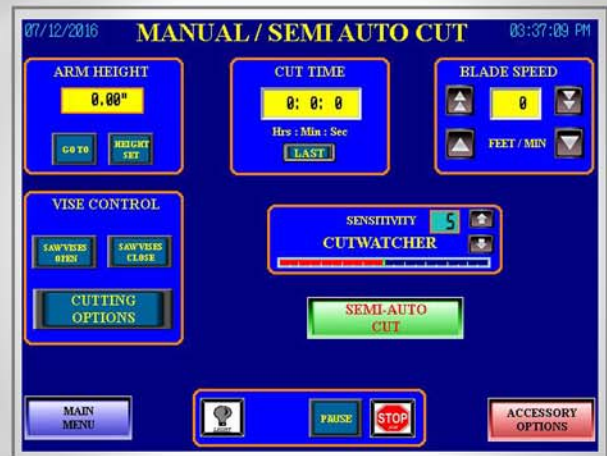 07/12/2016
MANUAL / SEMI AUTO CUT
03:37:09 PM
ARM HEIGHT
0.00"
GO TO
HEIGHT
SET
CUT TIME
0: 0: 0
Hrs : Min : Sec
LAST
BLADE SPEED
0
FEET / MIN
VISE CONTROL
SAW VISES
OPEN
SAW VISES
CLOSE
CUTTING
OPTIONS
SENSITIVITY
5
CUTWATCHER
SEMI-AUTO
CUT
MAIN
MENU
LIGHT
PAUSE
STOP
ACCESSORY
OPTIONS